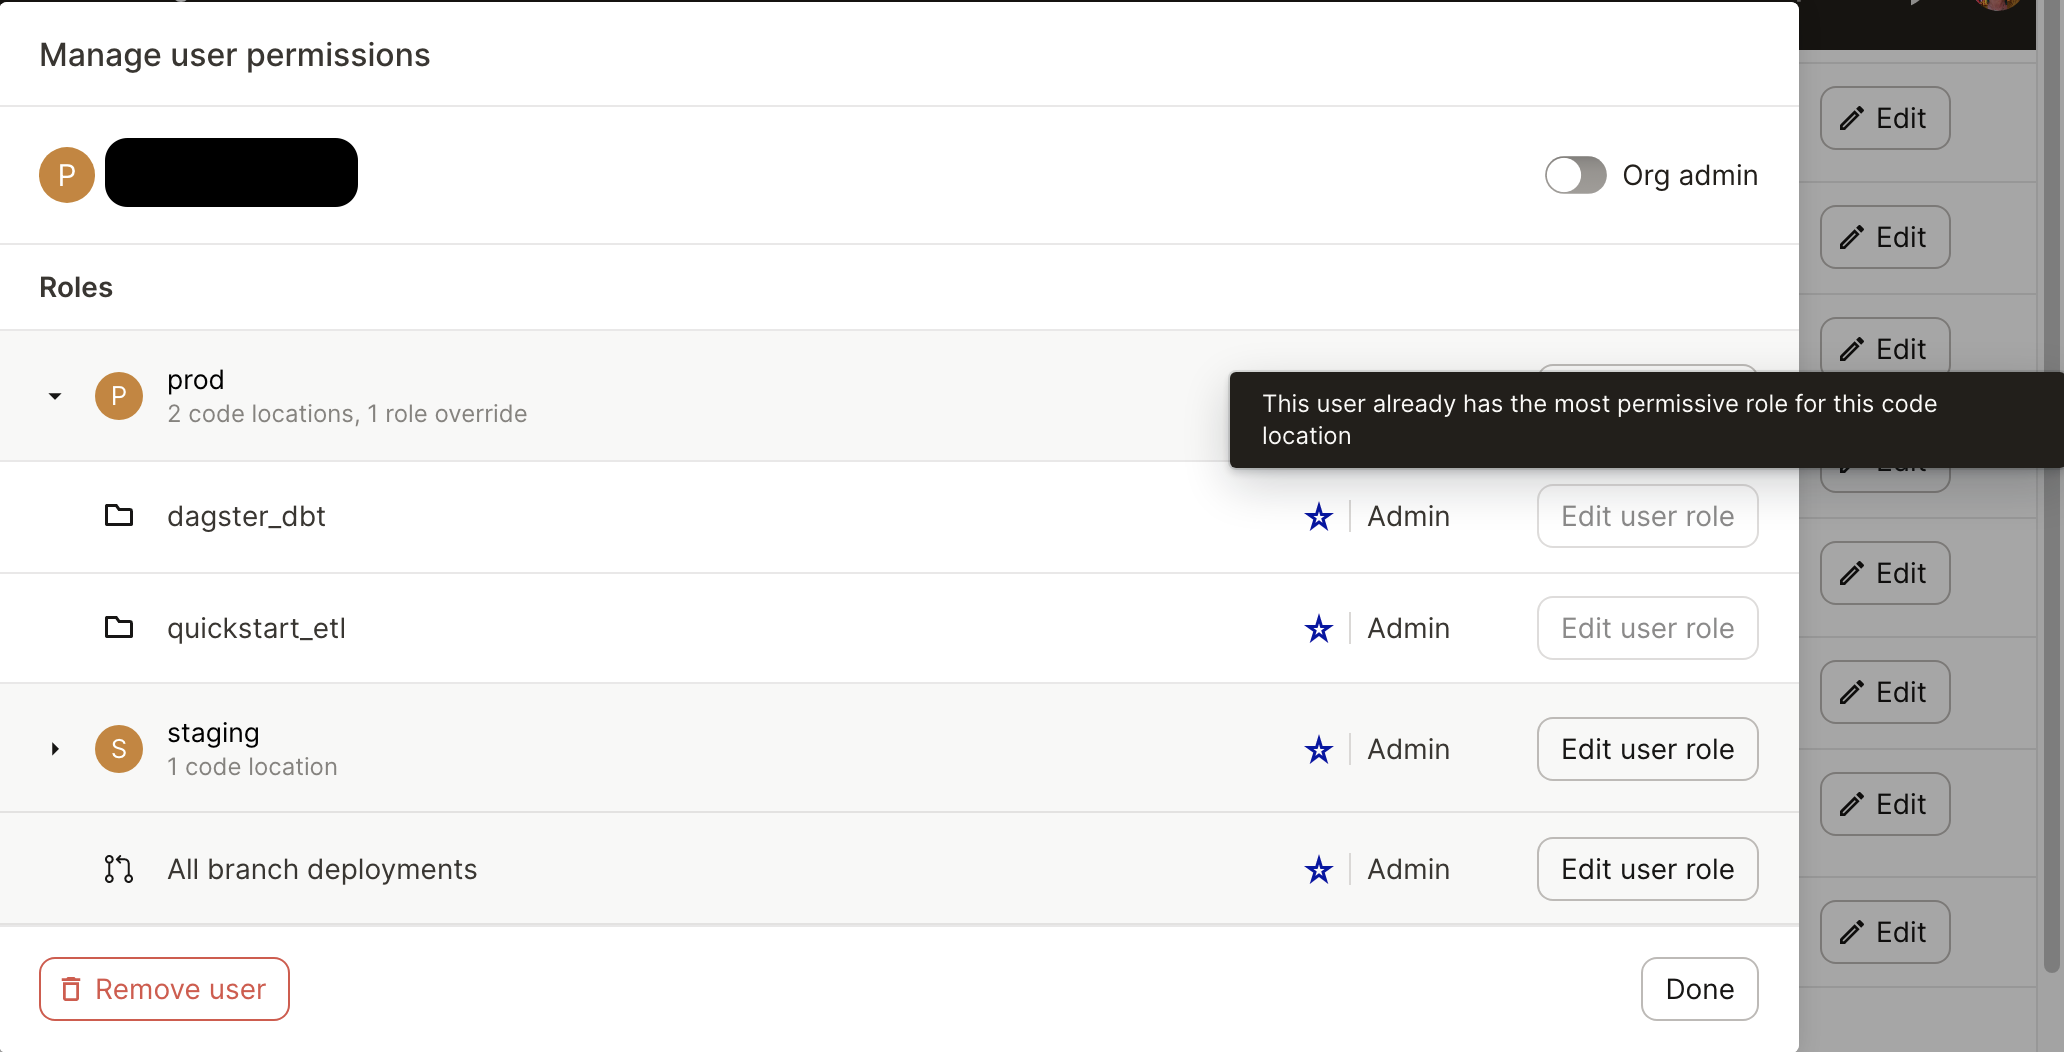 Manage user permissions
Edit
P
Org admin
Edit
Roles
Edit
P
prod
2 code locations, 1 role override
This user already has the most permissive role for this code
location
dagster_dbt
Admin
Edit user role
Edit
quickstart_etl
Admin
Edit user role
Edit
S
staging
1 code location
Admin
Edit user role
Edit
All branch deployments
Admin
Edit user role
Edit
Remove user
Done